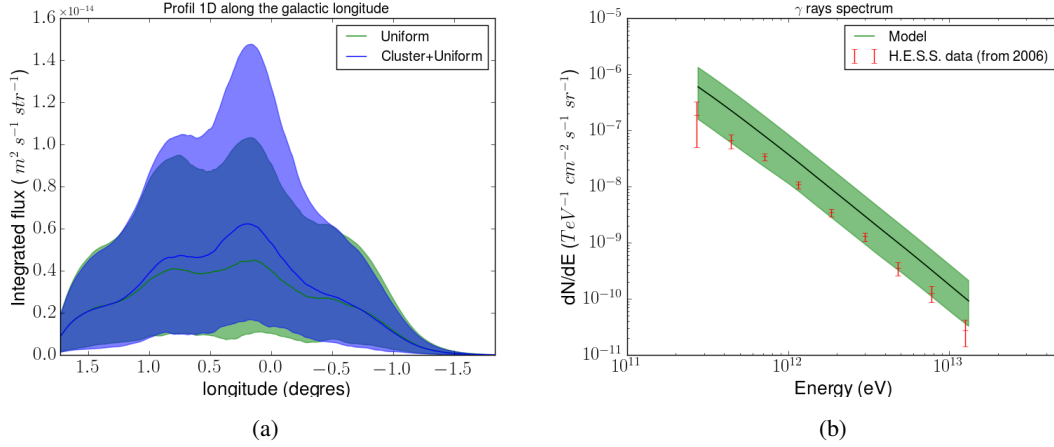 Profil 1D along the galactic longitude
×10⁻¹⁴
Integrated flux ( m² s⁻¹ str⁻¹)
1.6
1.4
1.2
1.0
0.8
0.6
0.4
0.2
0.0
Uniform
Cluster+Uniform
1.5 1.0 0.5 0.0 −0.5 −1.0 −1.5
longitude (degres)
(a)
γ rays spectrum
dN/dE (TeV⁻¹ cm⁻² s⁻¹ sr⁻¹)
10⁻⁵
10⁻⁶
10⁻⁷
10⁻⁸
10⁻⁹
10⁻¹⁰
10⁻¹¹
Model
H.E.S.S. data (from 2006)
10¹¹ 10¹² 10¹³
Energy (eV)
(b)